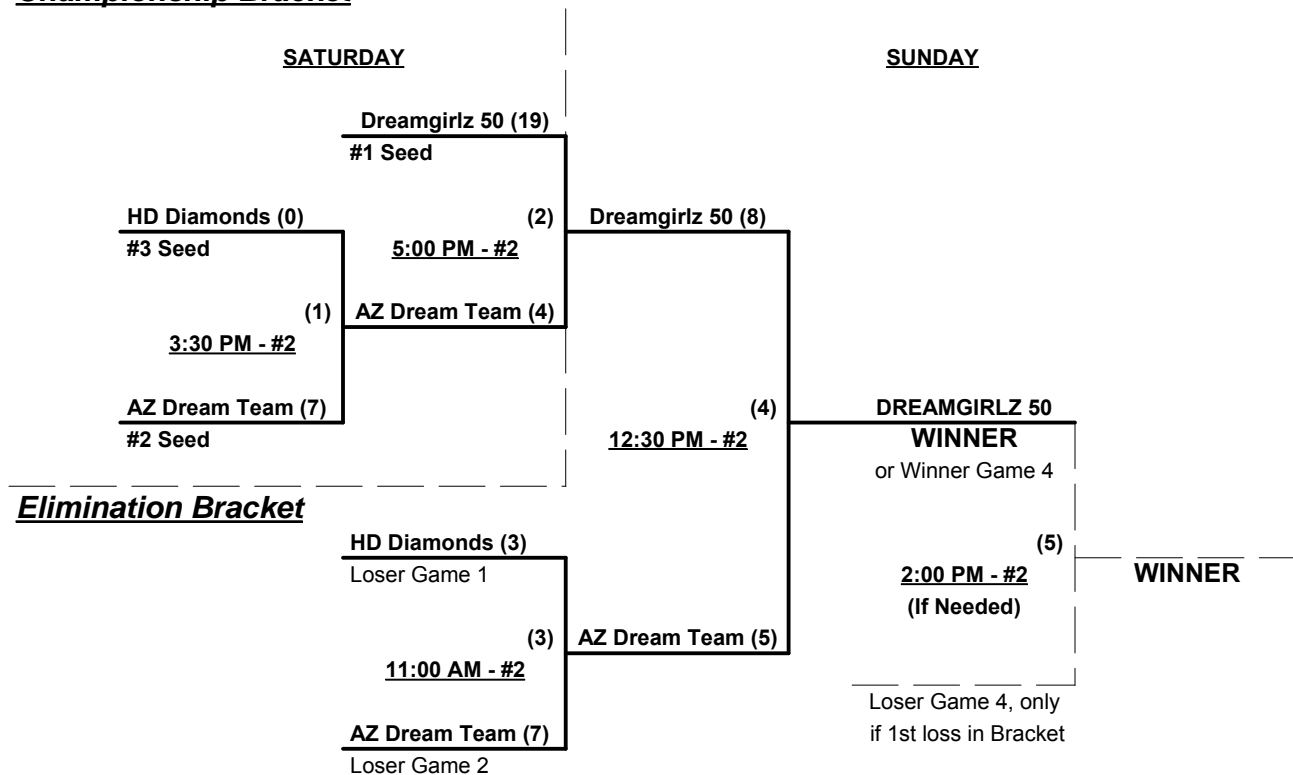 Championship Bracket
SATURDAY
SUNDAY
Dreamgirlz 50 (19)
#1 Seed
HD Diamonds (0)
#3 Seed
(2)
5:00 PM - #2
Dreamgirlz 50 (8)
(1)
3:30 PM - #2
AZ Dream Team (4)
AZ Dream Team (7)
#2 Seed
(4)
12:30 PM - #2
DREAMGIRLZ 50
WINNER
or Winner Game 4
Elimination Bracket
HD Diamonds (3)
Loser Game 1
(5)
2:00 PM - #2
(If Needed)
WINNER
(3)
11:00 AM - #2
AZ Dream Team (5)
Loser Game 4, only
if 1st loss in Bracket
AZ Dream Team (7)
Loser Game 2